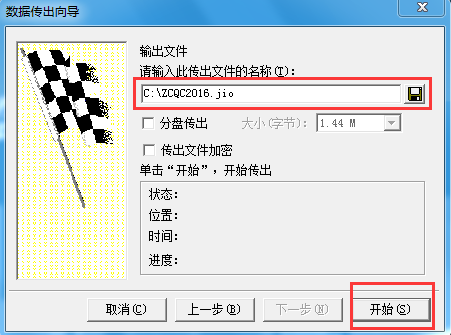 数据传出向导
输出文件
请输入此传出文件的名称(I):
C:\ZCQC2016.jio
分盘传出 大小(字节): 1.44 M
传出文件加密
单击“开始”，开始传出
状态:
位置:
时间:
进度:
取消(C) 上一步(B) 下一步(N) 开始(S)